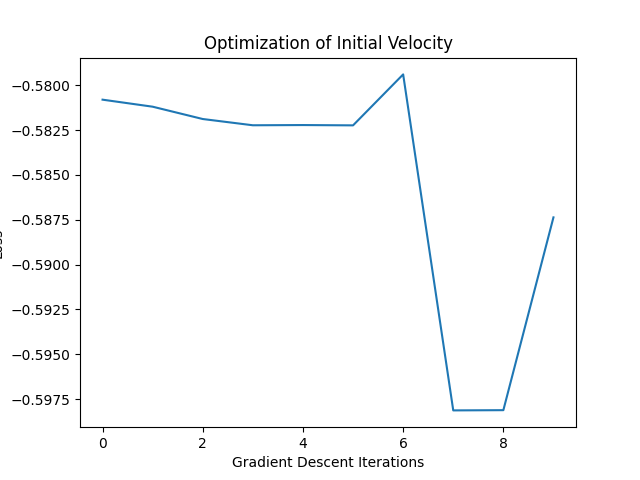 Optimization of Initial Velocity
−0.5800
−0.5825
−0.5850
−0.5875
−0.5900
−0.5925
−0.5950
−0.5975
Loss
0 2 4 6 8
Gradient Descent Iterations